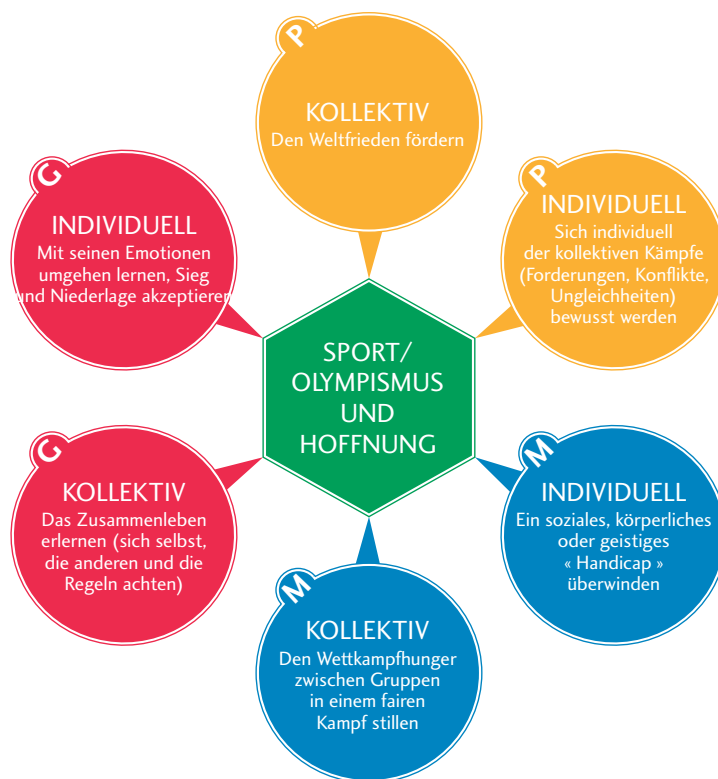 P
KOLLEKTIV
Den Weltfrieden fördern
G
INDIVIDUELL
Mit seinen Emotionen
umgehen lernen, Sieg
und Niederlage akzeptieren
P
INDIVIDUELL
Sich individuell
der kollektiven Kämpfe
(Forderungen, Konflikte,
Ungleichheiten)
bewusst werden
SPORT/
OLYMPISMUS
UND
HOFFNUNG
G
KOLLEKTIV
Das Zusammenleben
erlernen (sich selbst,
die anderen und die
Regeln achten)
M
INDIVIDUELL
Ein soziales, körperliches
oder geistiges
« Handicap »
überwinden
M
KOLLEKTIV
Den Wettkampfhunger
zwischen Gruppen
in einem fairen
Kampf stillen